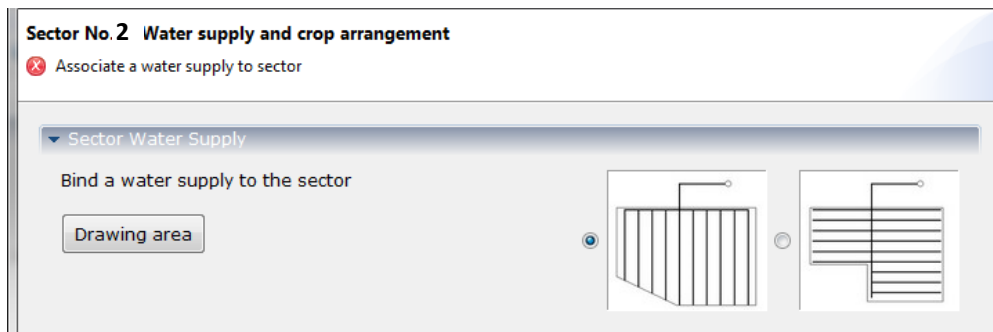 Sector No. 2 Water supply and crop arrangement
Associate a water supply to sector
Sector Water Supply
Bind a water supply to the sector
Drawing area